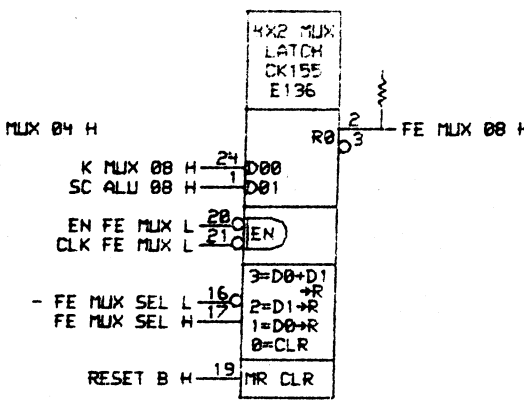 4X2 MUX
LATCH
CK155
E136
MUX 04 H
R0 2 FE MUX 08 H
3
K MUX 08 H 24 D00
SC ALU 08 H 1 D01
EN FE MUX L 20
CLK FE MUX L 21 EN
3=D0+D1
→R
- FE MUX SEL L 16 2=D1→R
FE MUX SEL H 17 1=D0→R
0=CLR
RESET B H 19 MR CLR